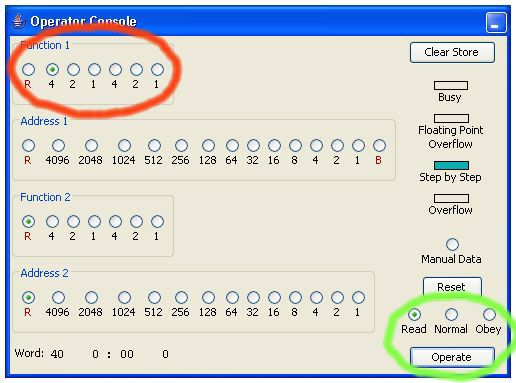 Operator Console
Function 1
R 4 2 1 4 2 1
Clear Store
Busy
Address 1
R 4096 2048 1024 512 256 128 64 32 16 8 4 2 1 B
Floating Point
Overflow
Step by Step
Function 2
R 4 2 1 4 2 1
Overflow
Manual Data
Address 2
R 4096 2048 1024 512 256 128 64 32 16 8 4 2 1
Reset
Read Normal Obey
Word: 40 0 : 00 0
Operate